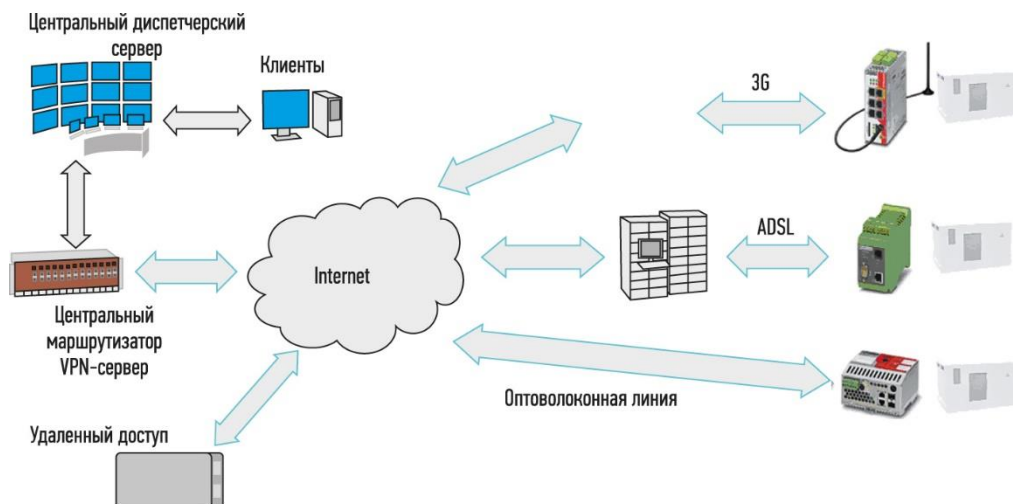 Центральный диспетчерский
сервер
Клиенты
3G
ADSL
Internet
Центральный
маршрутизатор
VPN-сервер
Оптоволоконная линия
Удаленный доступ